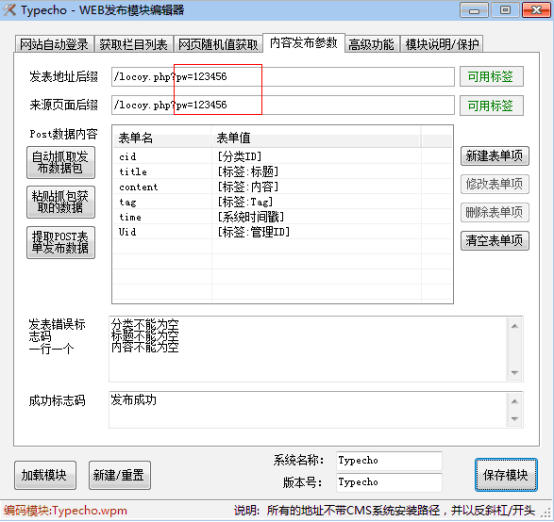 Typecho - WEB发布模块编辑器
网站自动登录 获取栏目列表 网页随机值获取 内容发布参数 高级功能 模块说明/保护
发表地址后缀 /locoy.php?pw=123456 可用标签
来源页面后缀 /locoy.php?pw=123456 可用标签
Post数据内容
自动抓取发
布数据包
粘贴抓包获
取的数据
提取POST表
单发布数据
表单名 表单值
cid [分类ID]
title [标签:标题]
content [标签:内容]
tag [标签:Tag]
time [系统时间戳]
Uid [标签:管理ID]
新建表单项
修改表单项
删除表单项
清空表单项
发表错误标
志码
一行一个
分类不能为空
标题不能为空
内容不能为空
成功标志码 发布成功
加载模块 新建/重置
系统名称: Typecho
版本号: Typecho
保存模块
编码模块:Typecho.wpm 说明: 所有的地址不带CMS系统安装路径，并以反斜杠/开头